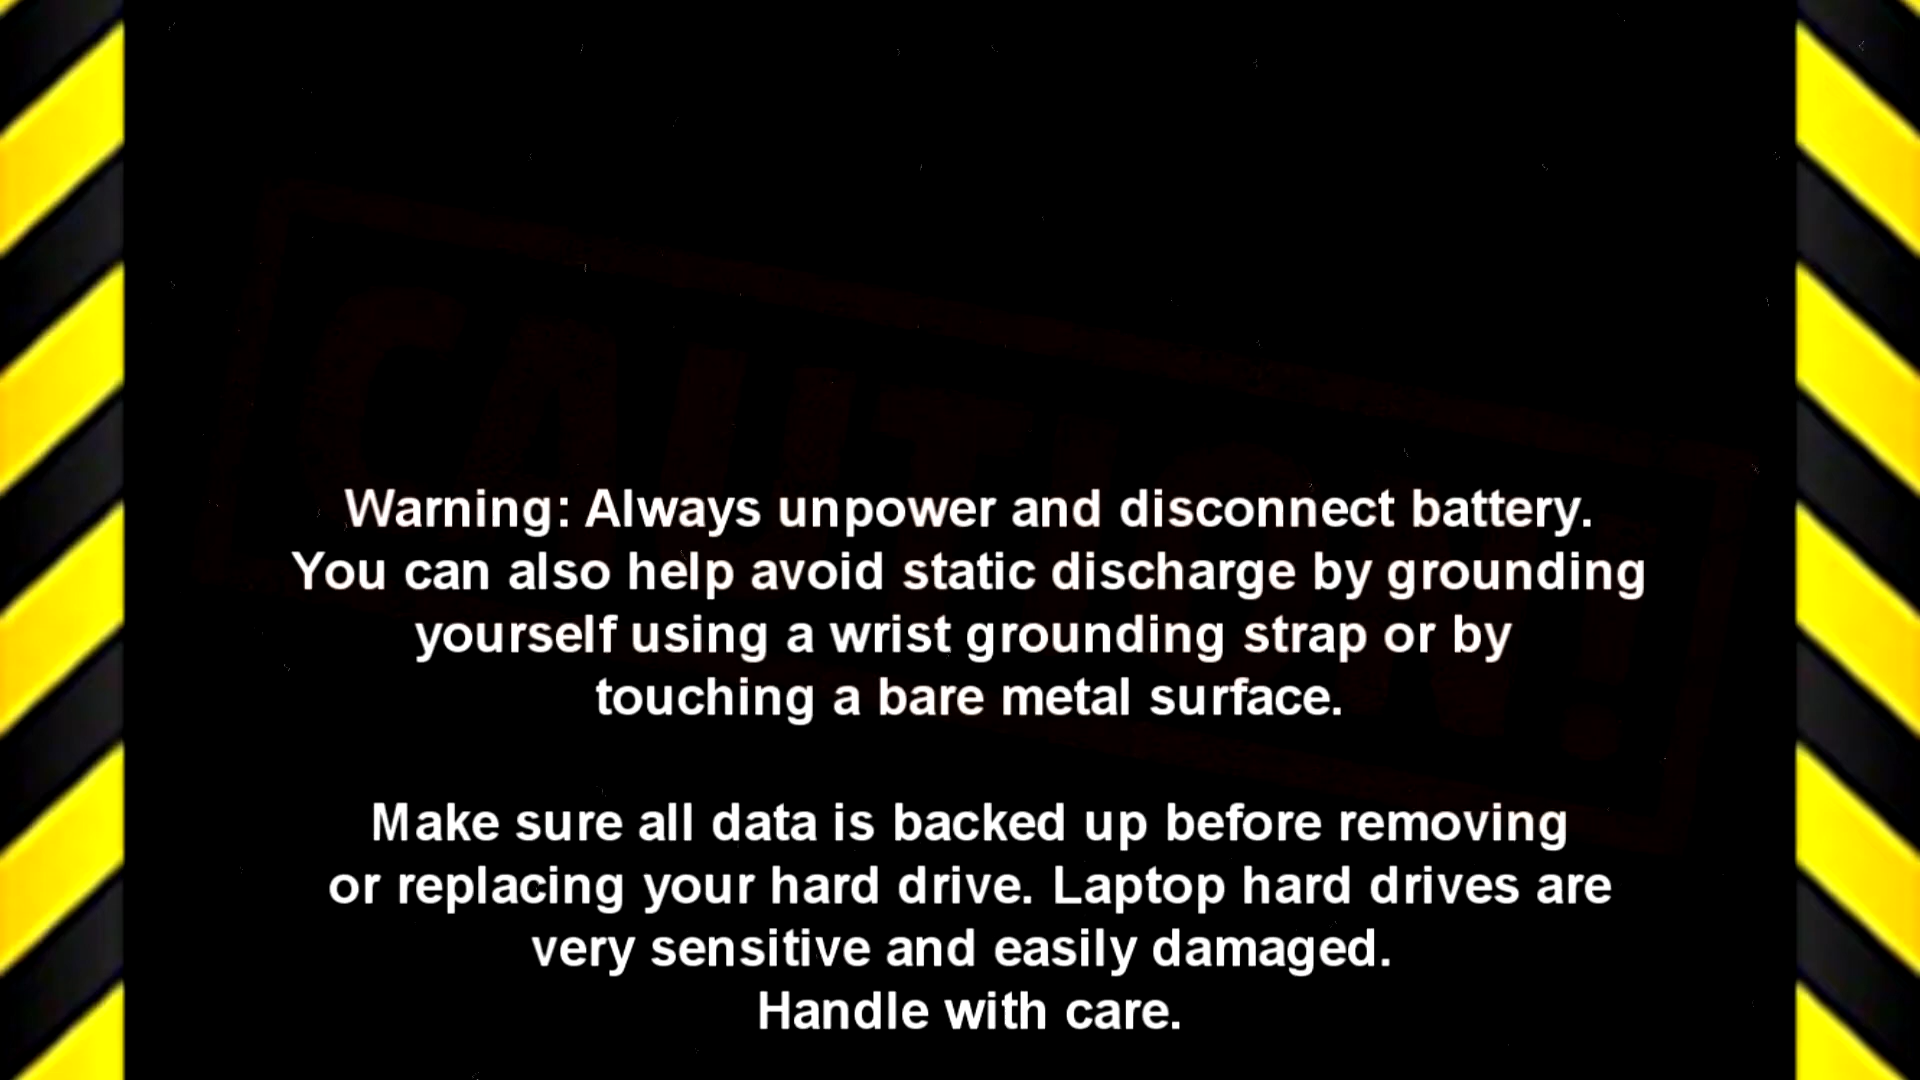 CAUTION!
Warning: Always unpower and disconnect battery.
You can also help avoid static discharge by grounding
yourself using a wrist grounding strap or by
touching a bare metal surface.
Make sure all data is backed up before removing
or replacing your hard drive. Laptop hard drives are
very sensitive and easily damaged.
Handle with care.